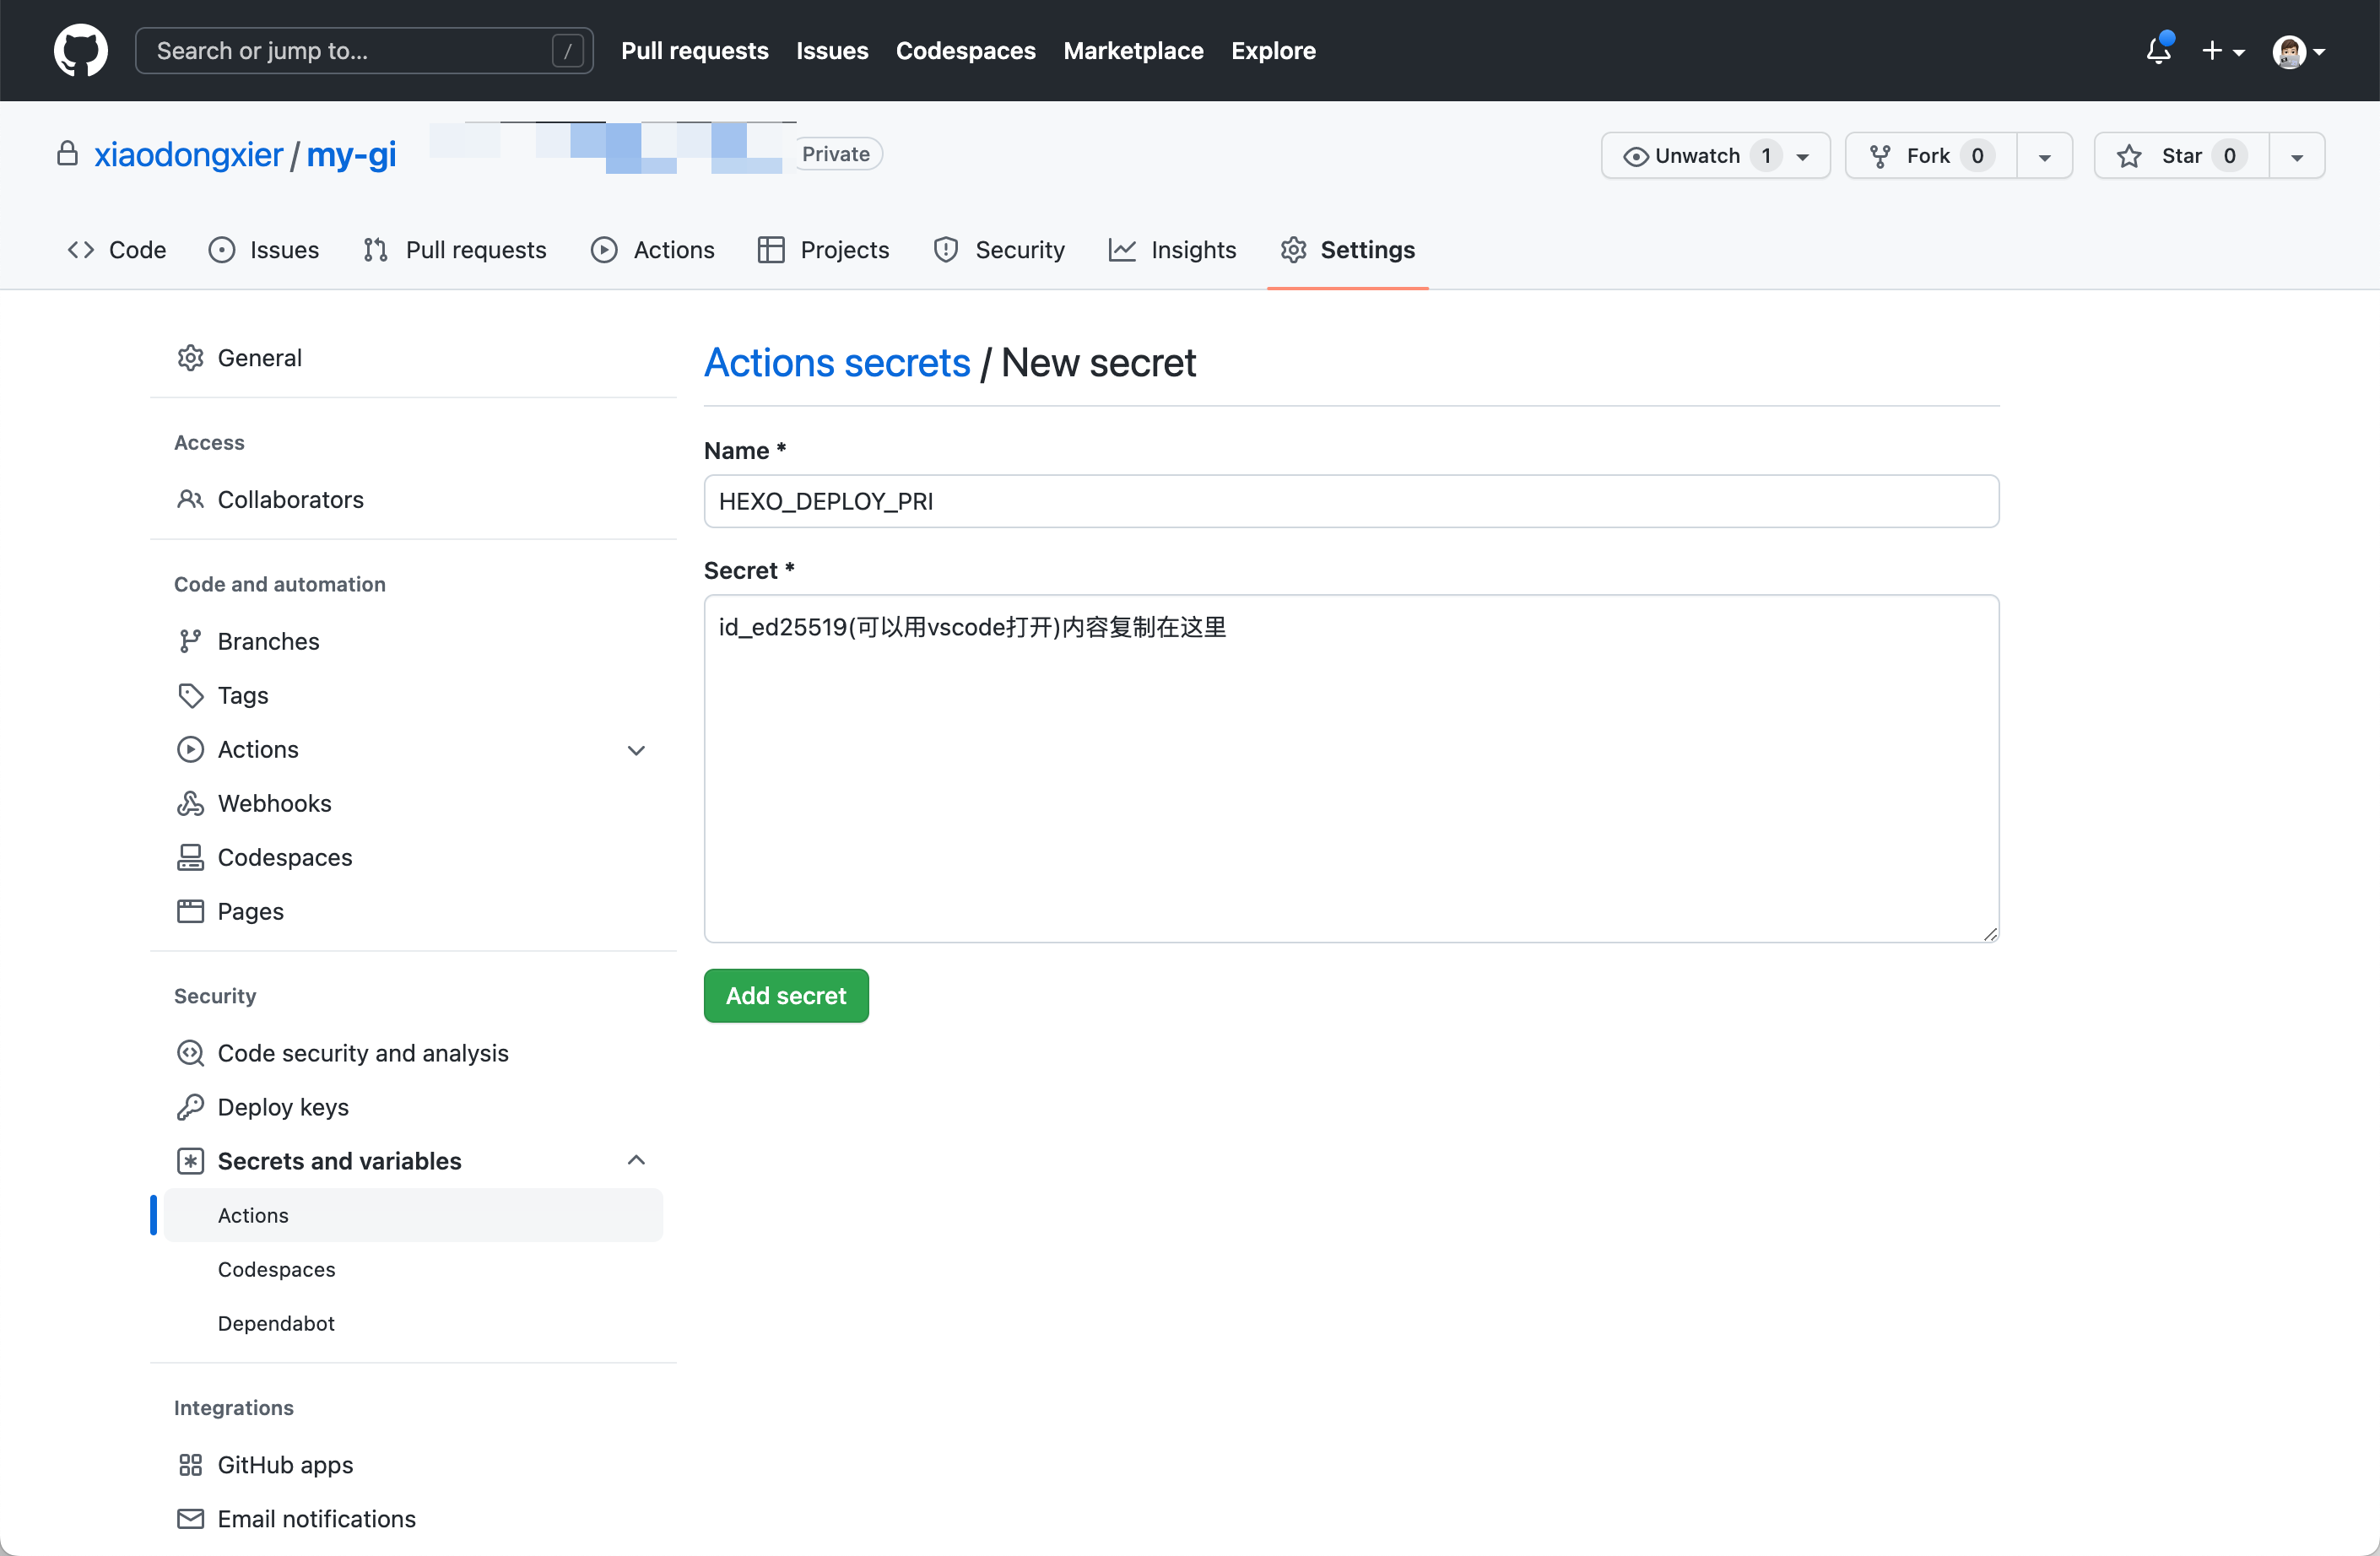 Search or jump to... /
Pull requests Issues Codespaces Marketplace Explore
xiaodongxier / my-gi Private
Unwatch 1 Fork 0 Star 0
Code Issues Pull requests Actions Projects Security Insights Settings
General
Access
Collaborators
Code and automation
Branches
Tags
Actions
Webhooks
Codespaces
Pages
Security
Code security and analysis
Deploy keys
Secrets and variables
Actions
Codespaces
Dependabot
Integrations
GitHub apps
Email notifications
Actions secrets / New secret
Name *
HEXO_DEPLOY_PRI
Secret *
id_ed25519(可以用vscode打开)内容复制在这里
Add secret